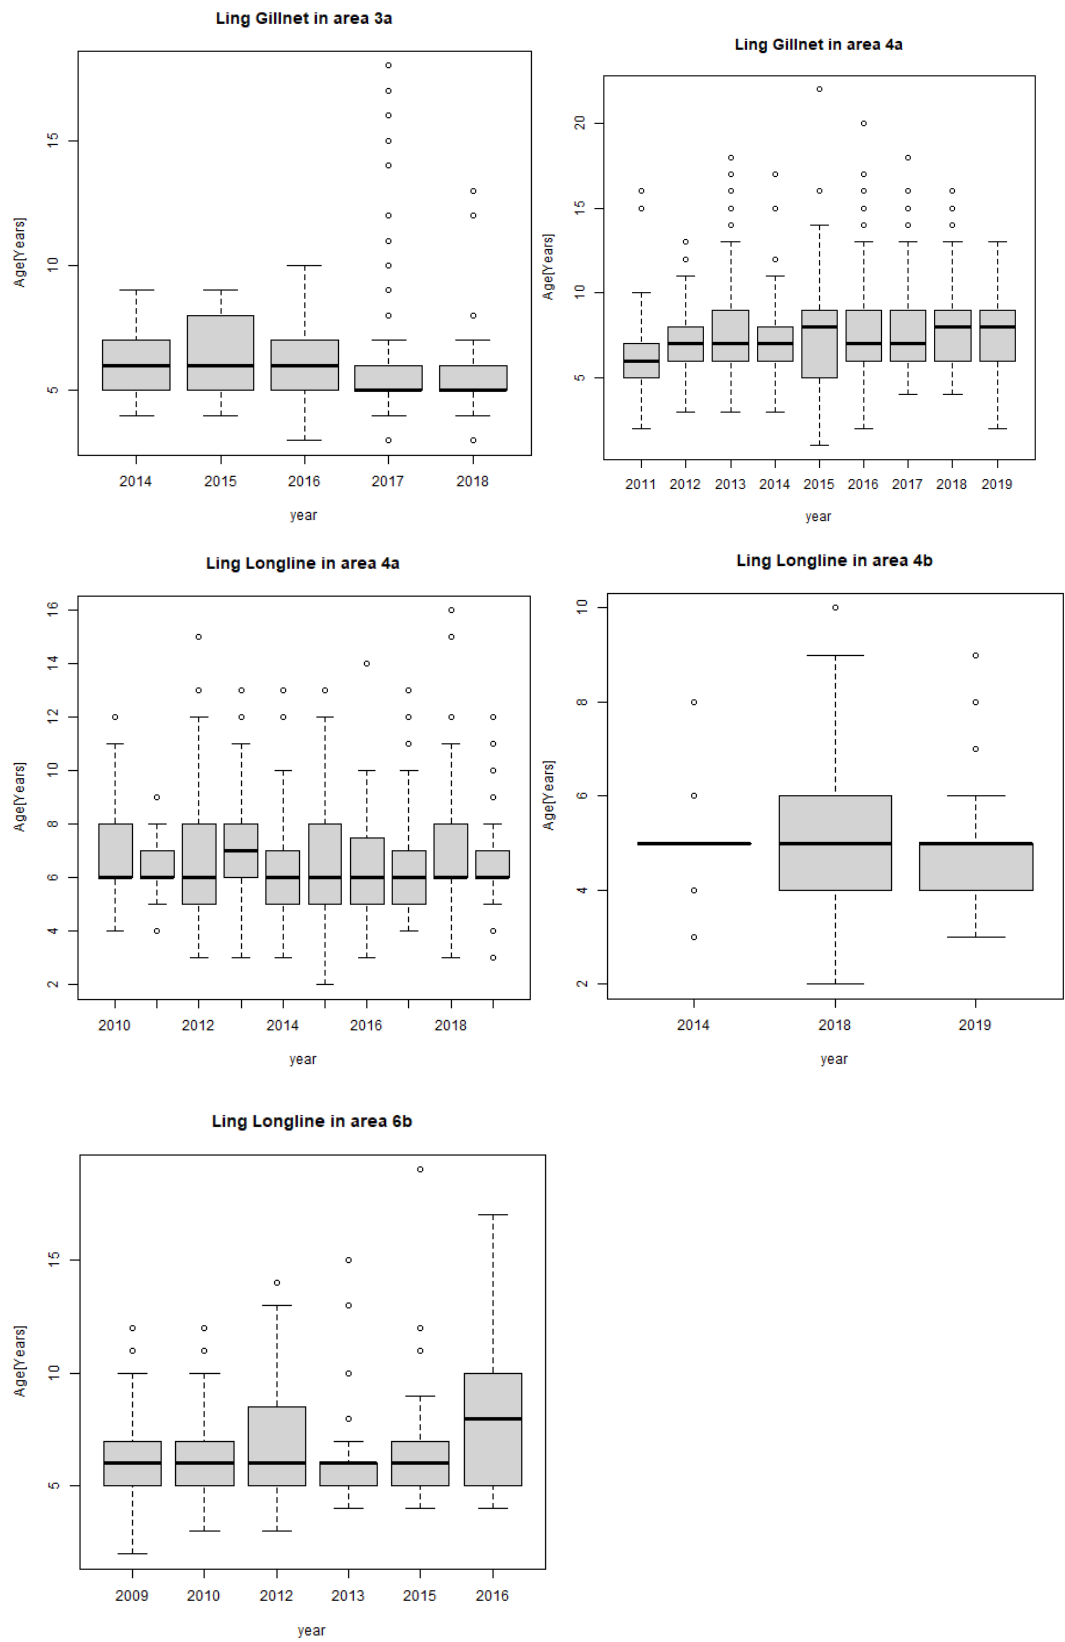 Ling Gillnet in area 3a
Age[Years]
15
10
5
2014 2015 2016 2017 2018
year
Ling Gillnet in area 4a
Age[Years]
20
15
10
5
2011 2012 2013 2014 2015 2016 2017 2018 2019
year
Ling Longline in area 4a
Age[Years]
16
14
12
10
8
6
4
2
2010 2012 2014 2016 2018
year
Ling Longline in area 4b
Age[Years]
10
8
6
4
2
2014 2018 2019
year
Ling Longline in area 6b
Age[Years]
15
10
5
2009 2010 2012 2013 2015 2016
year